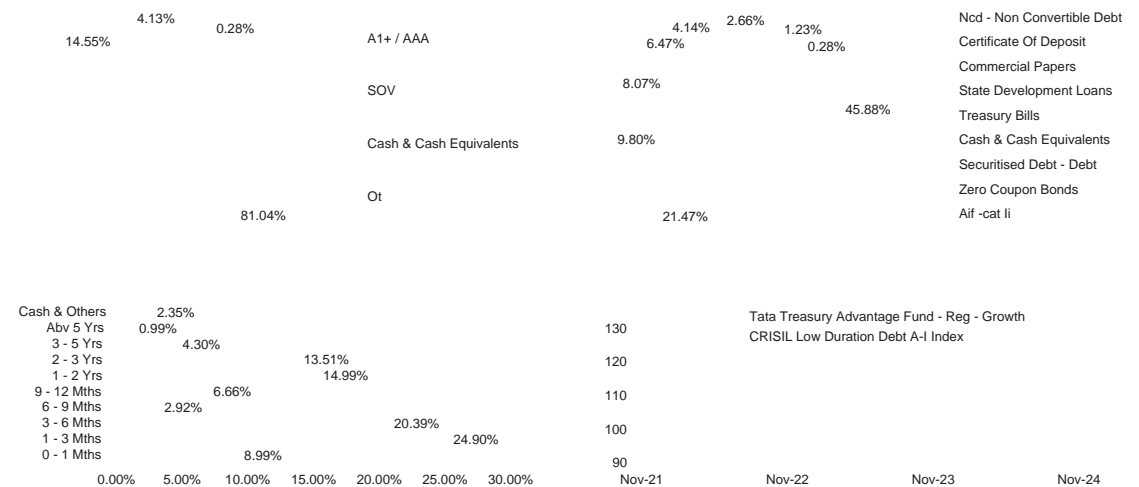 4.13%
0.28%
14.55%
A1+ / AAA
SOV
Cash & Cash Equivalents
Ot
81.04%
2.66%
4.14%
1.23%
6.47%
0.28%
8.07%
45.88%
9.80%
21.47%
Ncd - Non Convertible Debt
Certificate Of Deposit
Commercial Papers
State Development Loans
Treasury Bills
Cash & Cash Equivalents
Securitised Debt - Debt
Zero Coupon Bonds
Aif -cat Ii
Cash & Others 2.35%
Abv 5 Yrs 0.99%
3 - 5 Yrs 4.30%
2 - 3 Yrs 13.51%
1 - 2 Yrs 14.99%
9 - 12 Mths 6.66%
6 - 9 Mths 2.92%
3 - 6 Mths 20.39%
1 - 3 Mths 24.90%
0 - 1 Mths 8.99%
0.00% 5.00% 10.00% 15.00% 20.00% 25.00% 30.00%
Tata Treasury Advantage Fund - Reg - Growth
CRISIL Low Duration Debt A-I Index
130
120
110
100
90
Nov-21 Nov-22 Nov-23 Nov-24